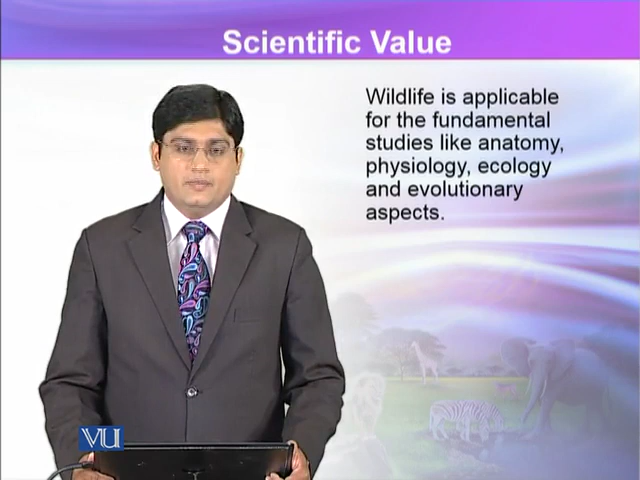 Scientific Value
Wildlife is applicable
for the fundamental
studies like anatomy,
physiology, ecology
and evolutionary
aspects.
VU